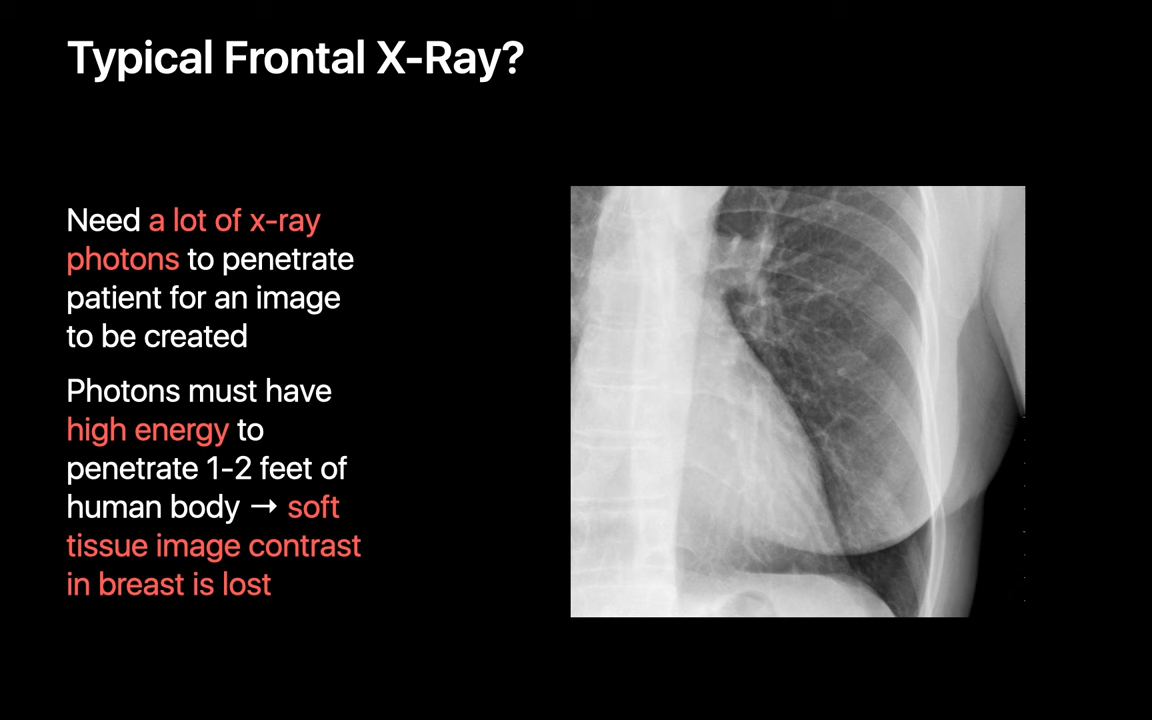 Typical Frontal X-Ray?
Need a lot of x-ray
photons to penetrate
patient for an image
to be created
Photons must have
high energy to
penetrate 1-2 feet of
human body → soft
tissue image contrast
in breast is lost